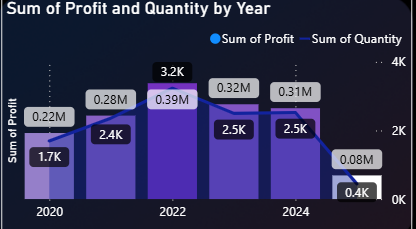 Sum of Profit and Quantity by Year
Sum of Profit Sum of Quantity
Sum of Profit
4K
2K
0K
0.22M
1.7K
0.28M
2.4K
3.2K
0.39M
0.32M
2.5K
0.31M
2.5K
0.08M
0.4K
2020 2022 2024